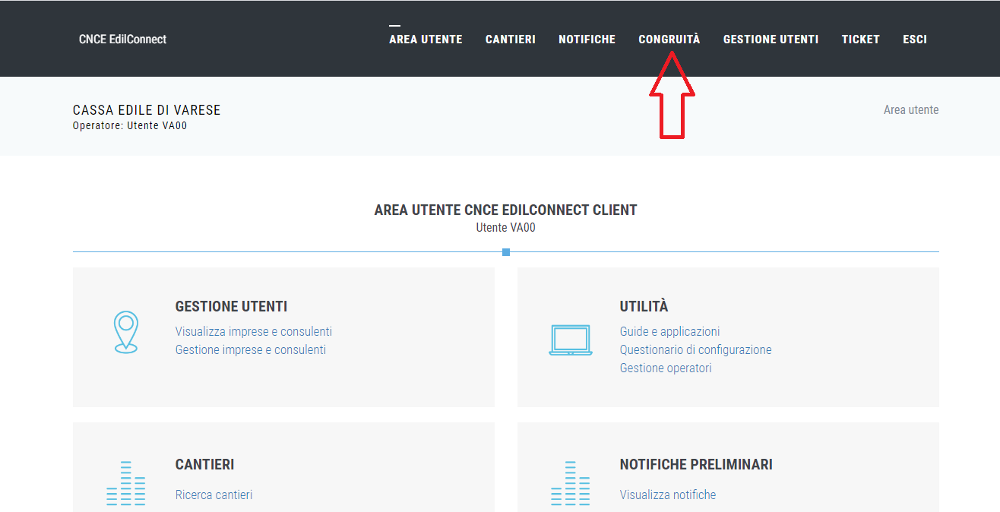 CNCE EdilConnect
AREA UTENTE CANTIERI NOTIFICHE CONGRUITÀ GESTIONE UTENTI TICKET ESCI
CASSA EDILE DI VARESE
Operatore: Utente VA00
Area utente
AREA UTENTE CNCE EDILCONNECT CLIENT
Utente VA00
GESTIONE UTENTI
Visualizza imprese e consulenti
Gestione imprese e consulenti
UTILITÀ
Guide e applicazioni
Questionario di configurazione
Gestione operatori
CANTIERI
Ricerca cantieri
NOTIFICHE PRELIMINARI
Visualizza notifiche